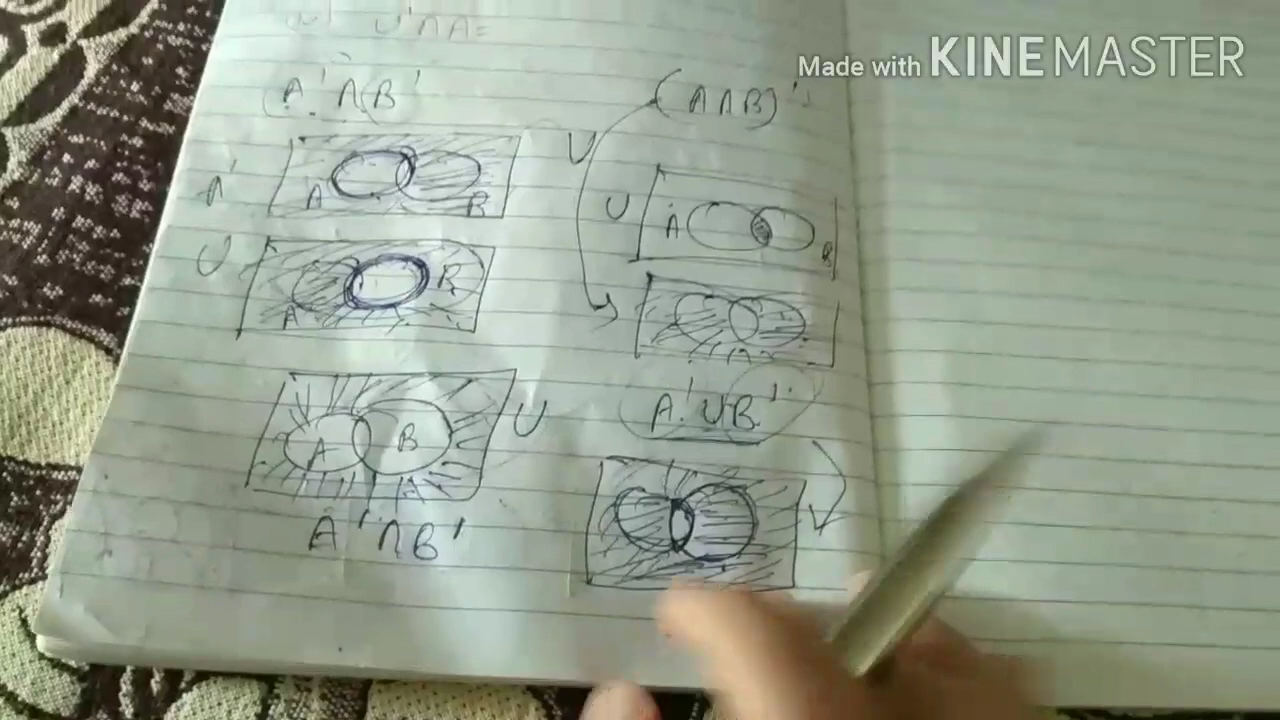 U'∩A=
Made with KINEMASTER
A'∩B'
(A∩B)'
A'
A
B
U
U
A
B
U
A
B
A'∪B'
A
B
U
A'∩B'